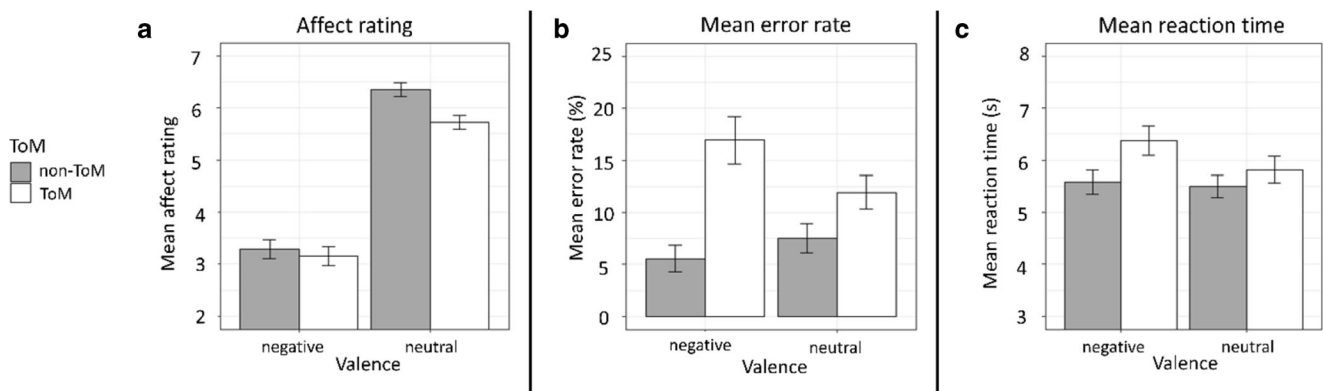 ToM
non-ToM
ToM
a
Affect rating
Mean affect rating
7
6
5
4
3
2
negative
neutral
Valence
b
Mean error rate
Mean error rate (%)
25
20
15
10
5
0
negative
neutral
Valence
c
Mean reaction time
Mean reaction time (s)
8
7
6
5
4
3
negative
neutral
Valence